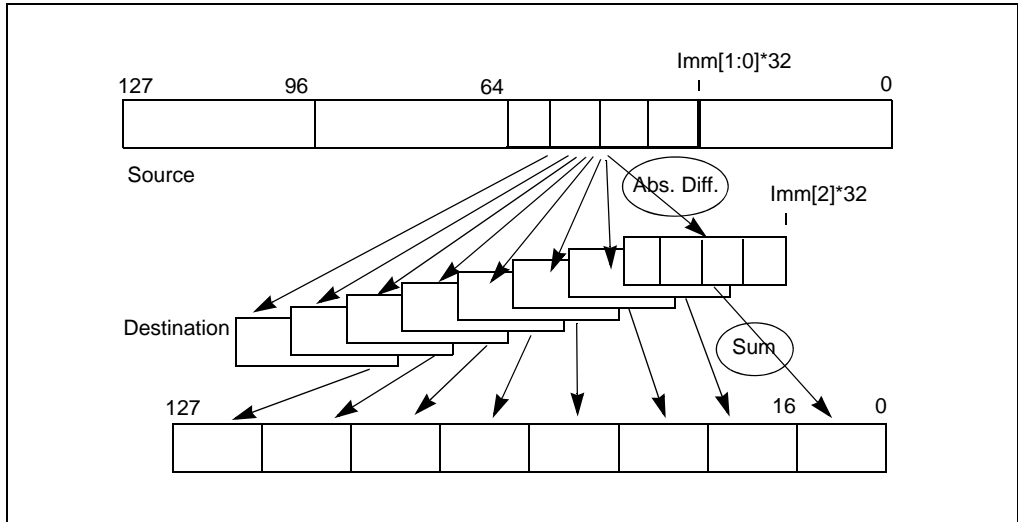 Imm[1:0]*32
127 96 64 0
Source
Abs. Diff.
Imm[2]*32
Destination
Sum
127 16 0